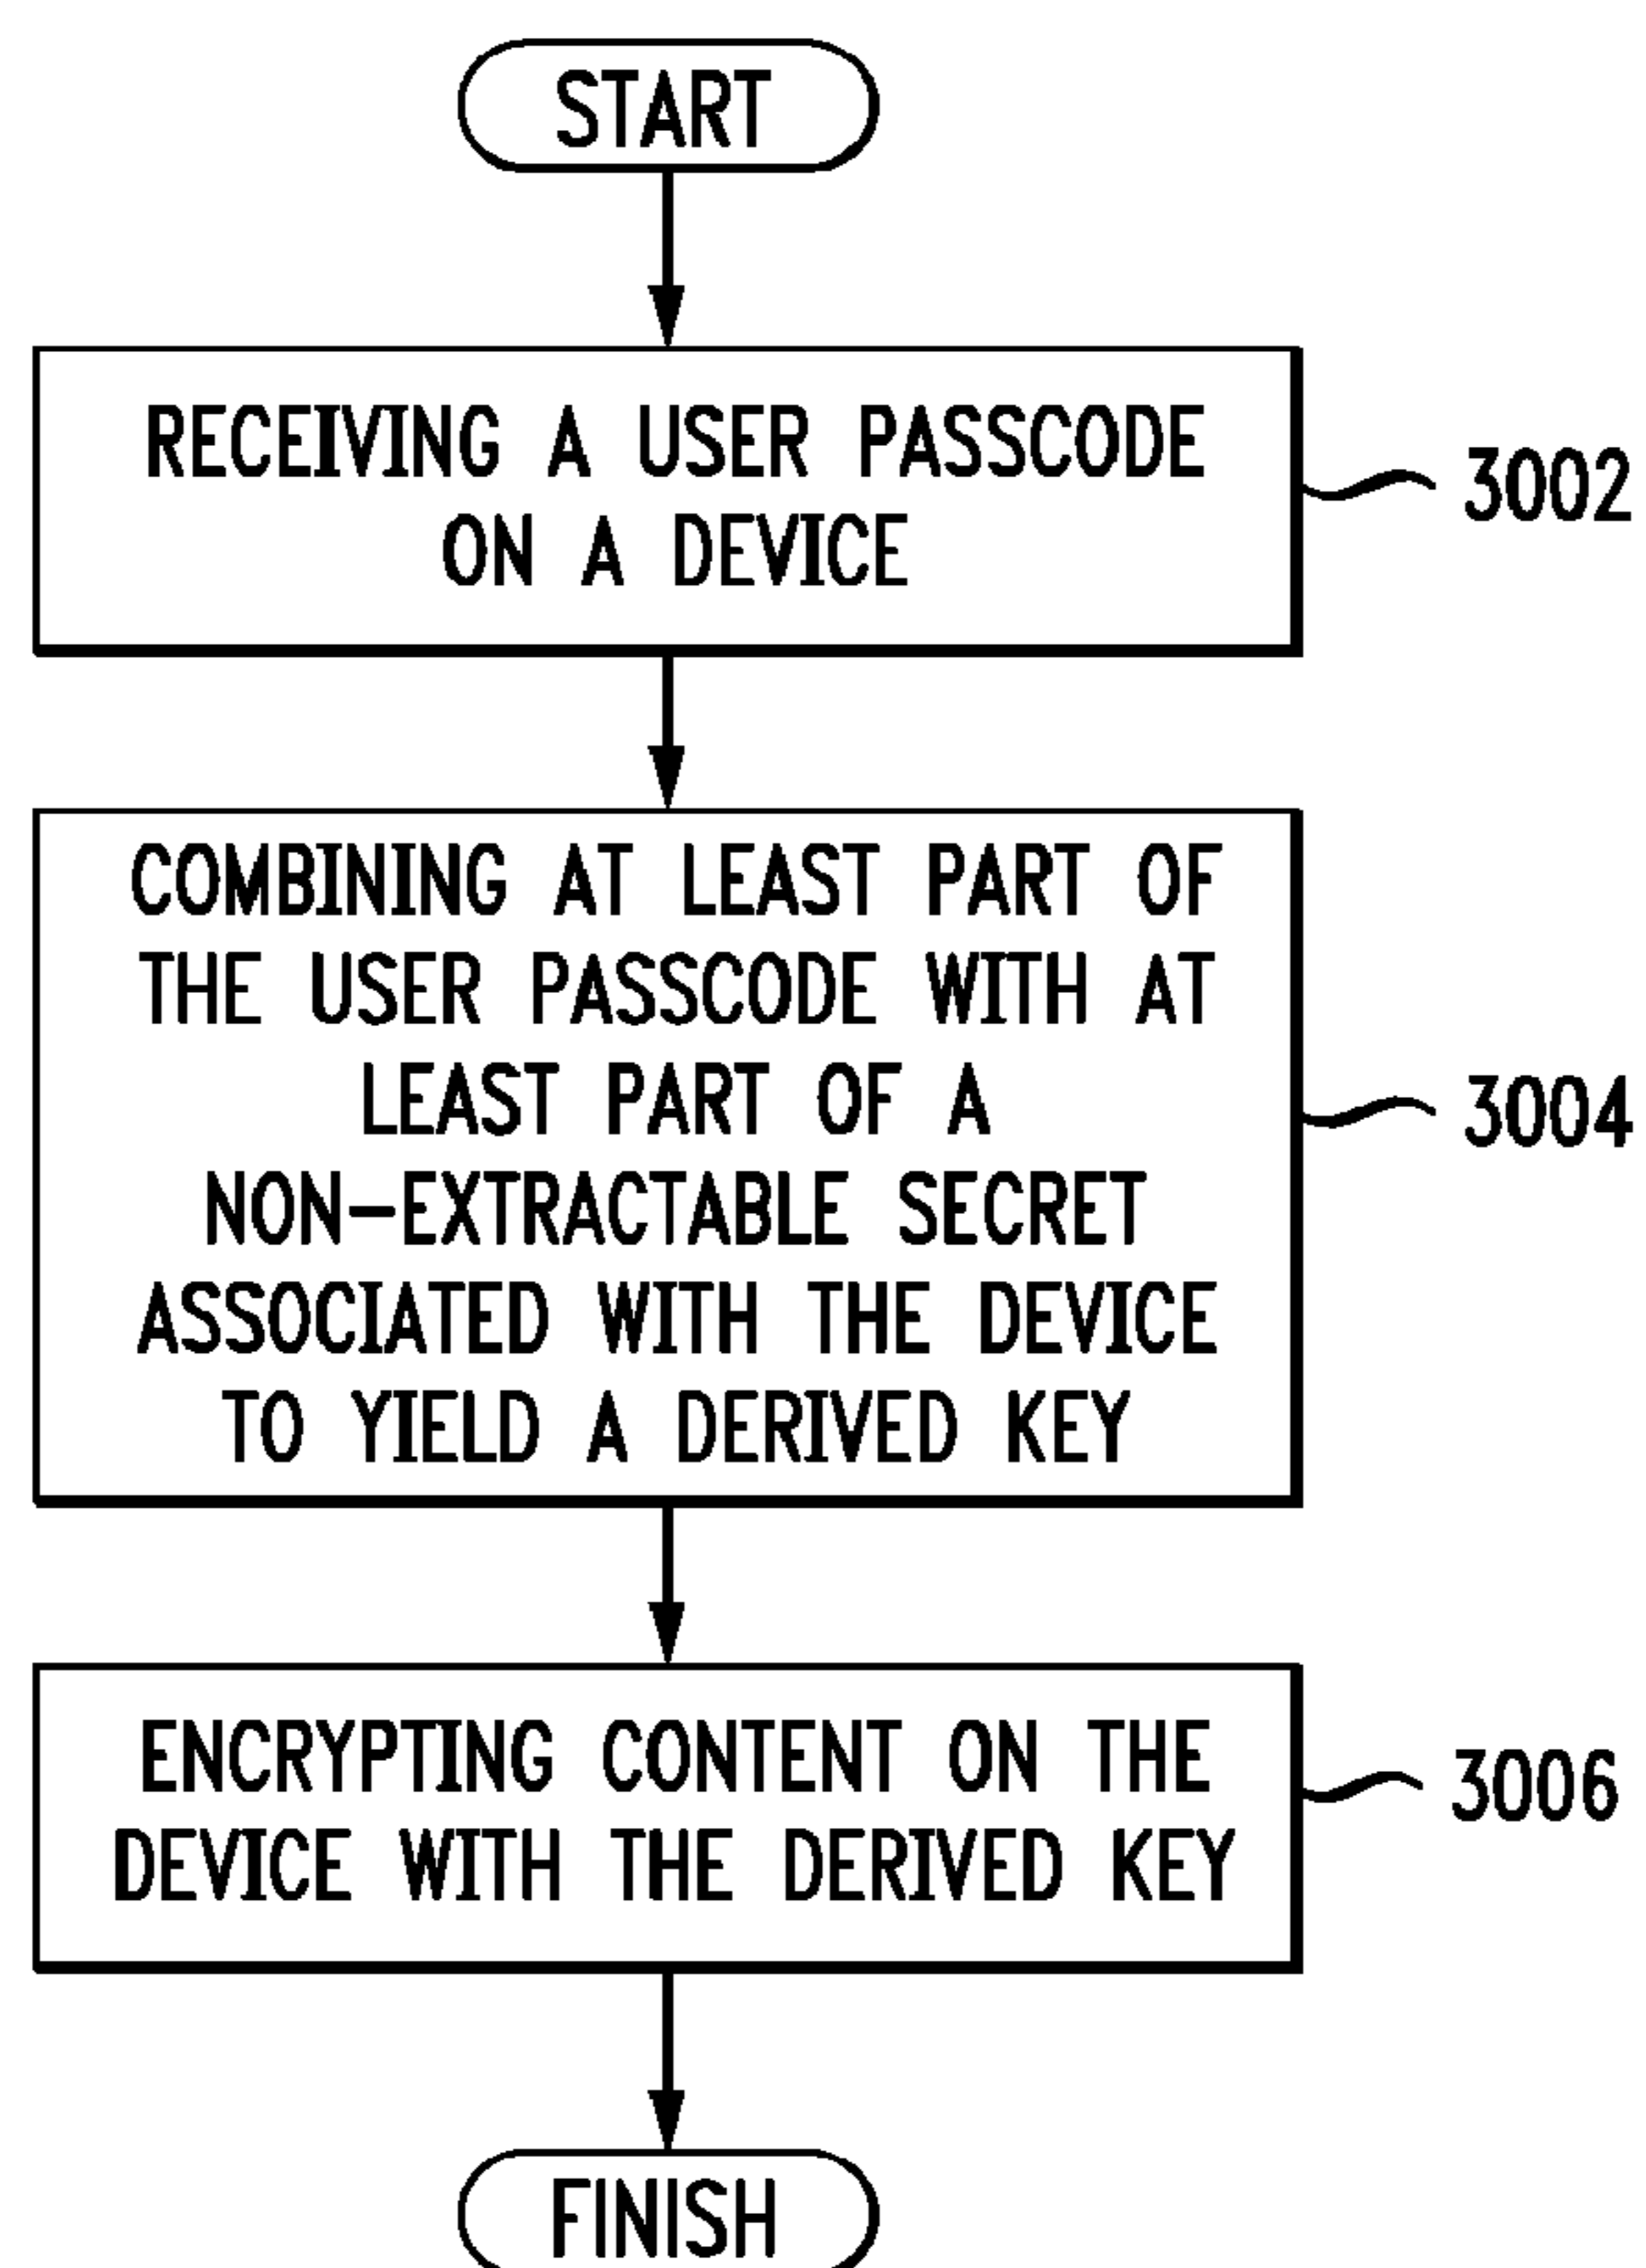 START
RECEIVING A USER PASSCODE
ON A DEVICE
3002
COMBINING AT LEAST PART OF
THE USER PASSCODE WITH AT
LEAST PART OF A
NON-EXTRACTABLE SECRET
ASSOCIATED WITH THE DEVICE
TO YIELD A DERIVED KEY
3004
ENCRYPTING CONTENT ON THE
DEVICE WITH THE DERIVED KEY
3006
FINISH